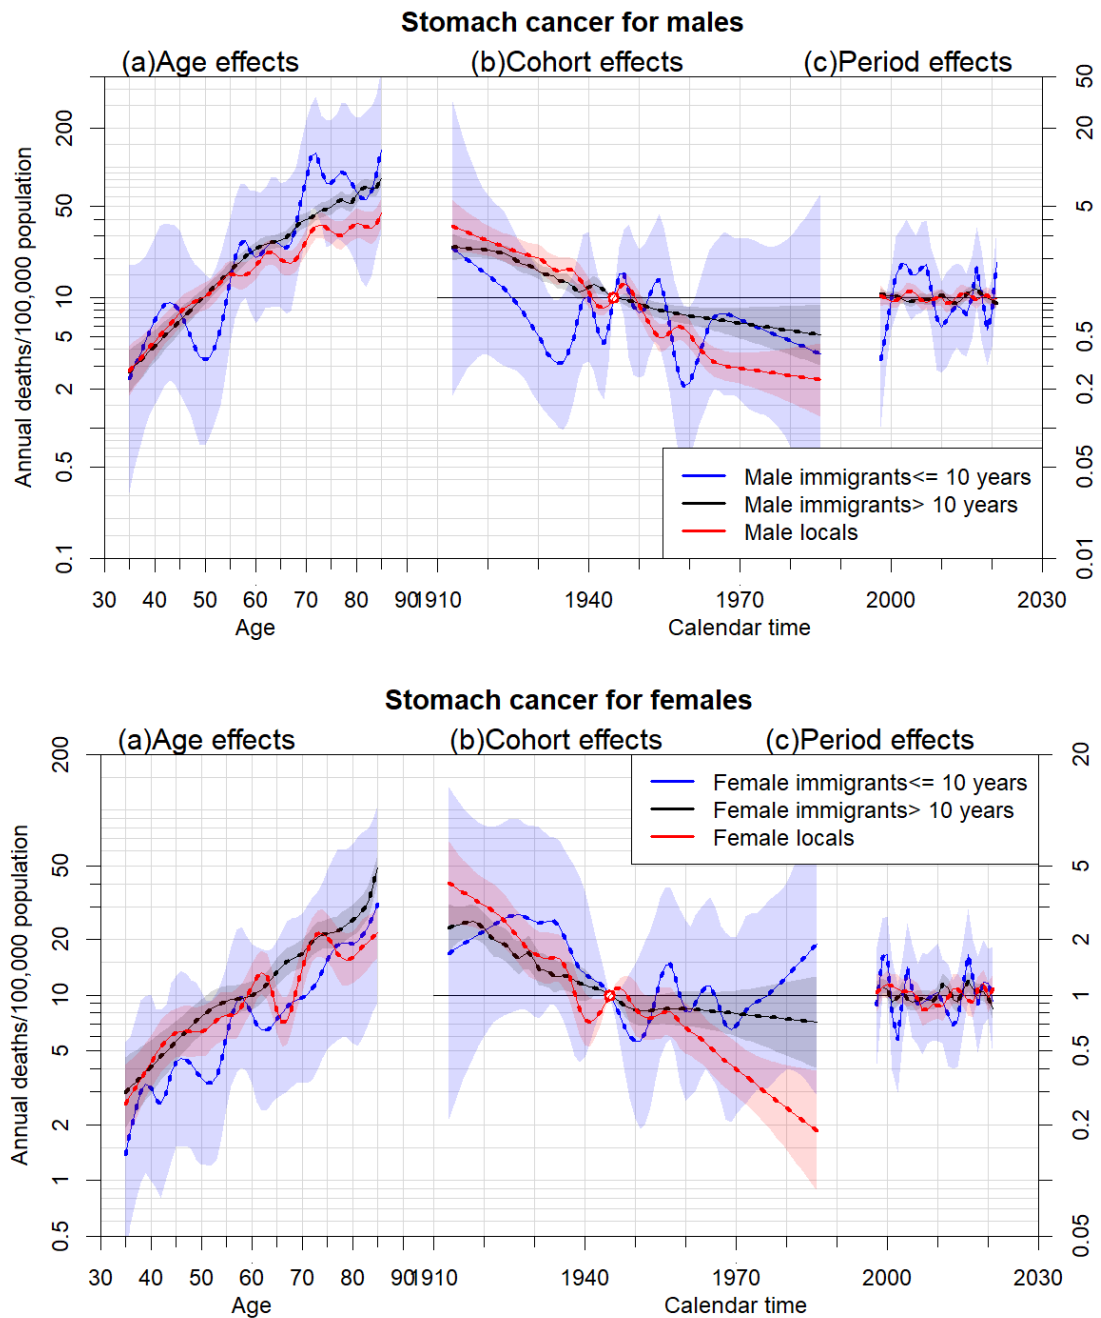 Stomach cancer for males
(a)Age effects (b)Cohort effects (c)Period effects
Annual deaths/100,000 population
200
50
10
5
2
0.5
0.1
50
20
5
2
0.5
0.2
0.05
0.01
Male immigrants<= 10 years
Male immigrants> 10 years
Male locals
30 40 50 60 70 80 90 1910 1940 1970 2000 2030
Age Calendar time
Stomach cancer for females
(a)Age effects (b)Cohort effects (c)Period effects
Annual deaths/100,000 population
200
50
20
10
5
2
1
0.5
20
5
2
1
0.5
0.2
0.05
Female immigrants<= 10 years
Female immigrants> 10 years
Female locals
30 40 50 60 70 80 90 1910 1940 1970 2000 2030
Age Calendar time